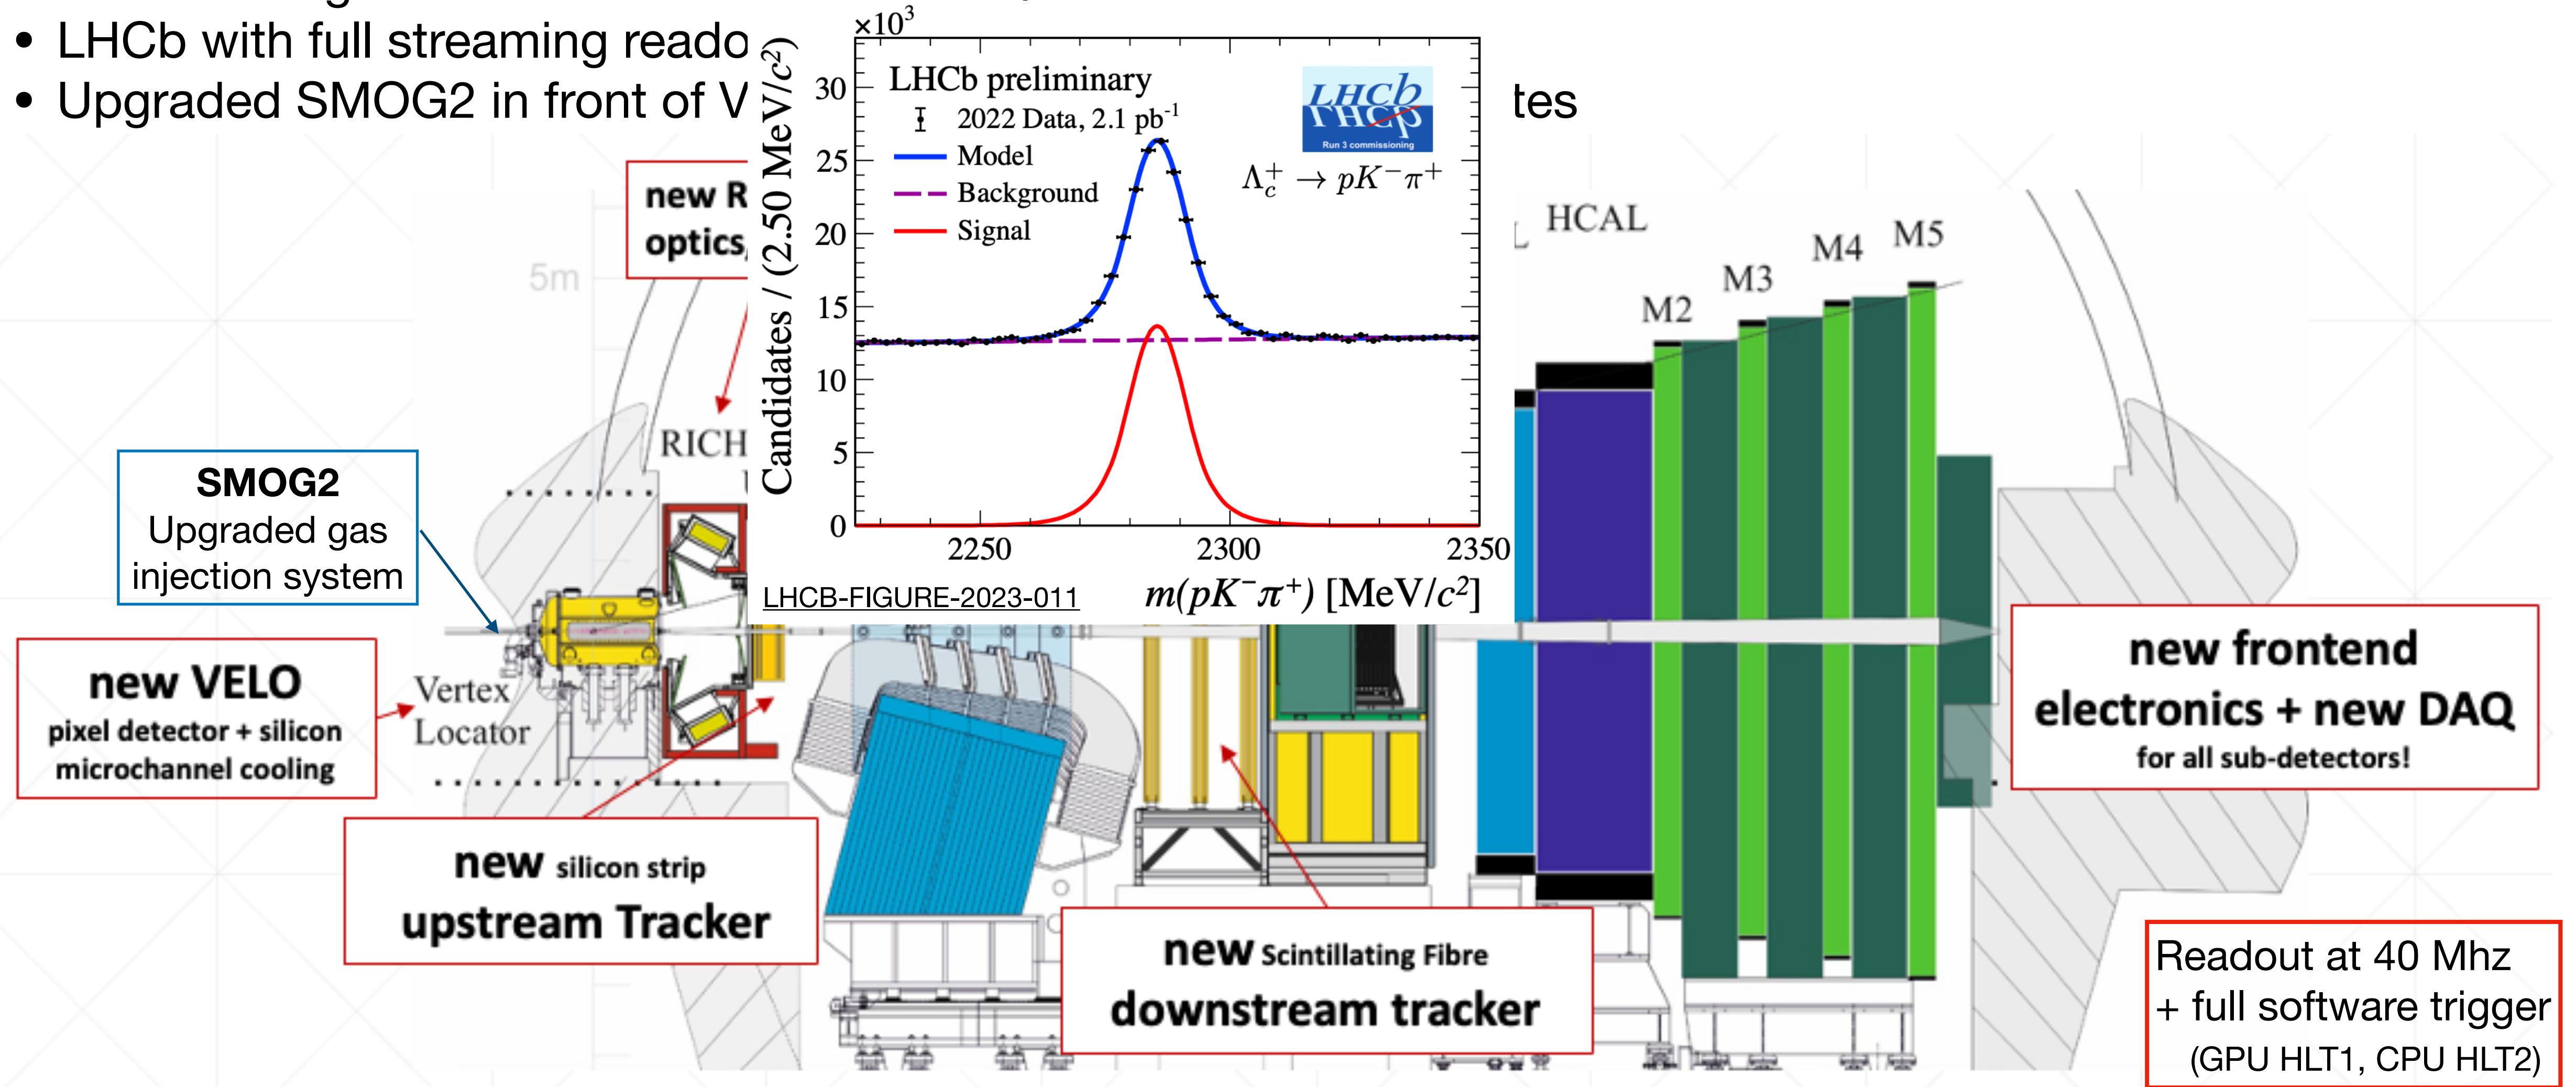 • LHCb with full streaming
• Upgraded SMOG2 in front of
×10³
Candidates / (2.50 MeV/c²)
30
25
20
15
10
5
0
LHCb preliminary
2022 Data, 2.1 pb⁻¹
Model
Background
Signal
LHCb
Run 3 commissioning
Λc⁺ → pK⁻π⁺
2250
2300
2350
LHCB-FIGURE-2023-011
m(pK⁻π⁺) [MeV/c²]
new
optics,
5m
RICH
HCAL
M2
M3
M4
M5
SMOG2
Upgraded gas
injection system
new VELO
pixel detector + silicon
microchannel cooling
Vertex
Locator
new silicon strip
upstream Tracker
new Scintillating Fibre
downstream tracker
new frontend
electronics + new DAQ
for all sub-detectors!
Readout at 40 Mhz
+ full software trigger
(GPU HLT1, CPU HLT2)